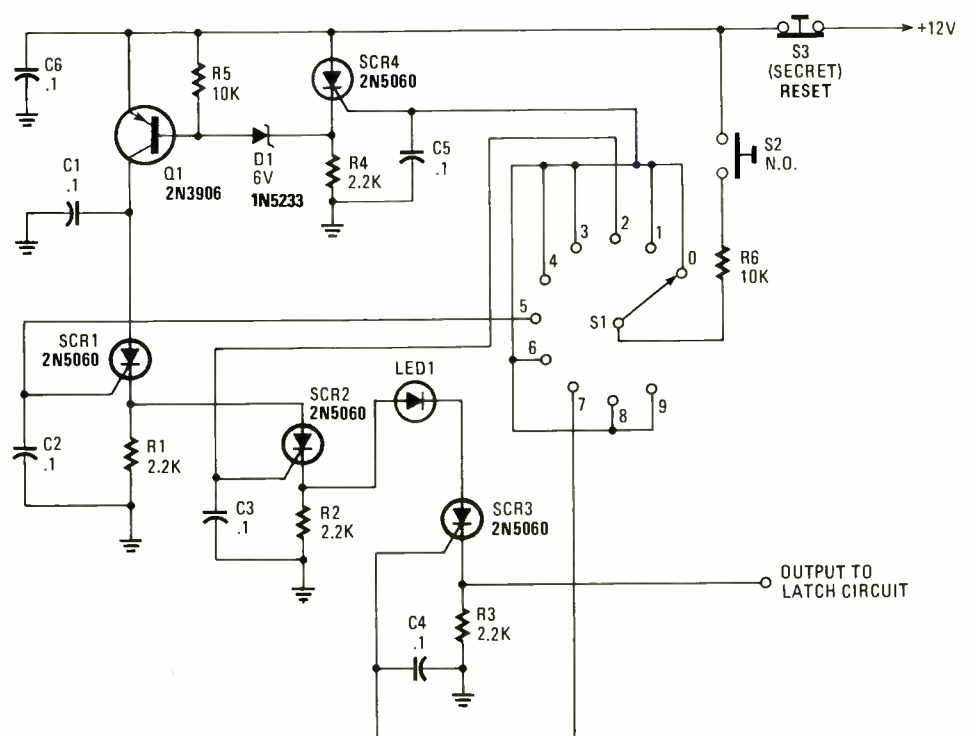 +12V
S3
(SECRET)
RESET
C6
.1
R5
10K
SCR4
2N5060
S2
N.O.
C5
.1
D1
6V
1N5233
R4
2.2K
Q1
2N3906
C1
.1
3
2
1
0
4
5
S1
R6
10K
SCR1
2N5060
6
LED1
7
8
9
SCR2
2N5060
C2
.1
R1
2.2K
C3
.1
R2
2.2K
SCR3
2N5060
OUTPUT TO
LATCH CIRCUIT
C4
.1
R3
2.2K